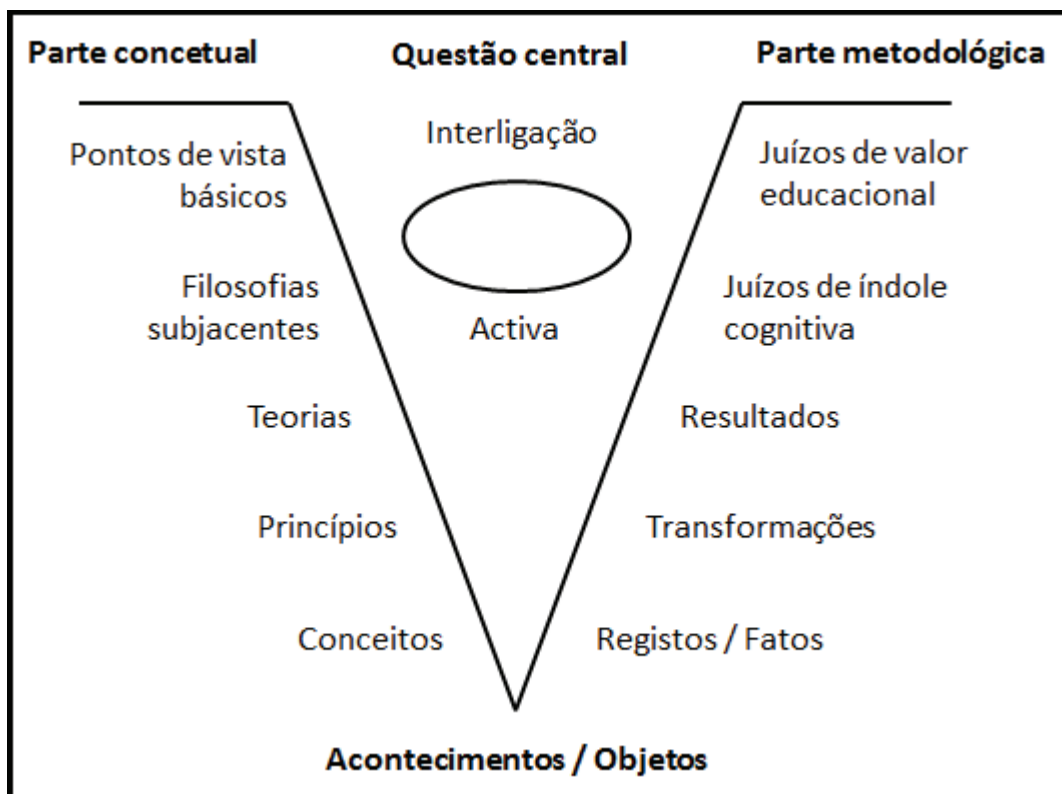 Parte concetual
Questão central
Parte metodológica
Interligação
Pontos de vista
básicos
Juízos de valor
educacional
Filosofias
subjacentes
Activa
Juízos de índole
cognitiva
Teorias
Resultados
Princípios
Transformações
Conceitos
Registos / Fatos
Acontecimentos / Objetos